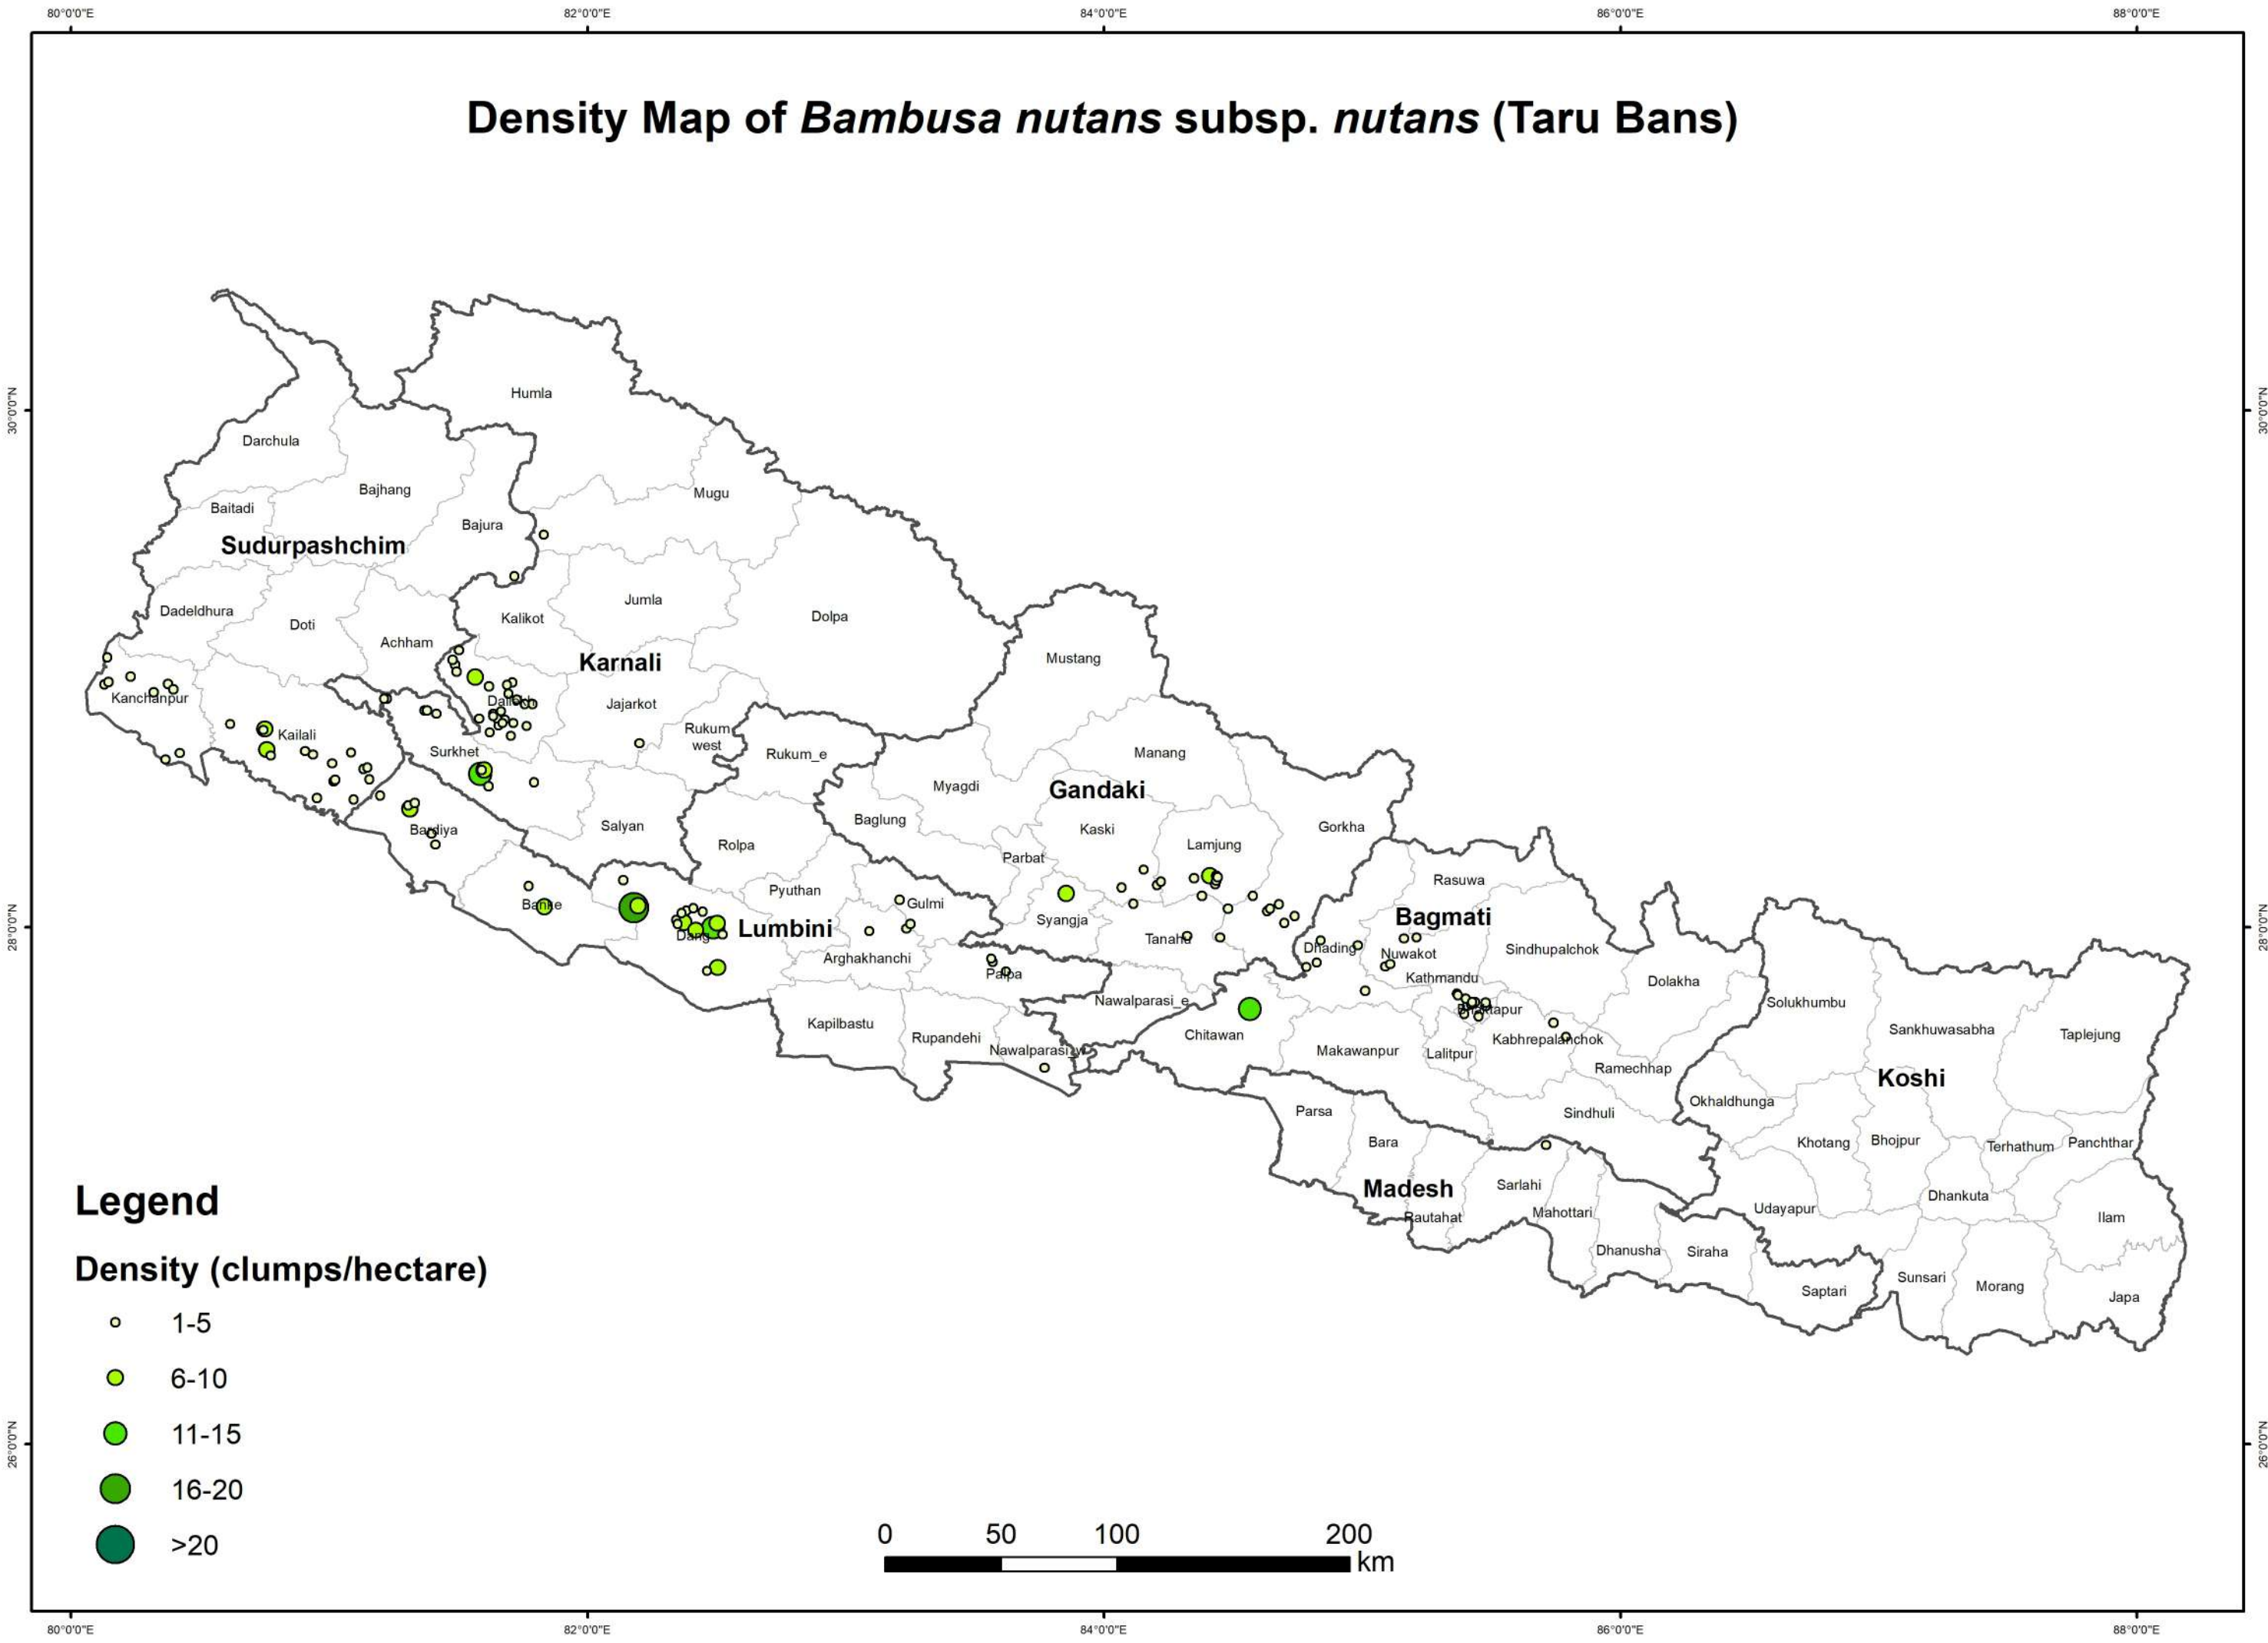 80°0'0"E 82°0'0"E 84°0'0"E 86°0'0"E 88°0'0"E
Density Map of Bambusa nutans subsp. nutans (Taru Bans)
30°0'0"N 30°0'0"N
Humla
Darchula
Bajhang
Mugu
Baitadi
Bajura
Sudurpashchim
Jumla
Dadeldhura
Dolpa
Kalikot
Doti
Achham
Mustang
Karnali
Kanchanpur
Jajarkot
Kailali
Rukum
west
Surkhet
Rukum_e
Manang
Myagdi
Gandaki
Baglung
Salyan
Gorkha
Kaski
Bardiya
Rolpa
Lamjung
Parbat
Rasuwa
Pyuthan
Banke
Gulmi
Bagmati
Syangja
28°0'0"N 28°0'0"N
Lumbini
Dang
Tanahu
Dhading
Sindhupalchok
Nuwakot
Arghakhanchi
Palpa
Kathmandu
Dolakha
Nawalparasi_e
Solukhumbu
Bhaktapur
Kapilbastu
Sankhuwasabha
Chitawan
Taplejung
Rupandehi
Kabhrepalanchok
Nawalparasi_w
Makawanpur
Lalitpur
Ramechhap
Koshi
Okhaldhunga
Parsa
Sindhuli
Bara
Khotang
Bhojpur
Terhathum
Panchthar
Madesh
Sarlahi
Dhankuta
Udayapur
Mahottari
Rautahat
Ilam
Dhanusha
Siraha
Sunsari
Morang
Saptari
Japa
Legend
Density (clumps/hectare)
1-5
6-10
11-15
16-20
>20
26°0'0"N 26°0'0"N
0 50 100 200
km
80°0'0"E 82°0'0"E 84°0'0"E 86°0'0"E 88°0'0"E